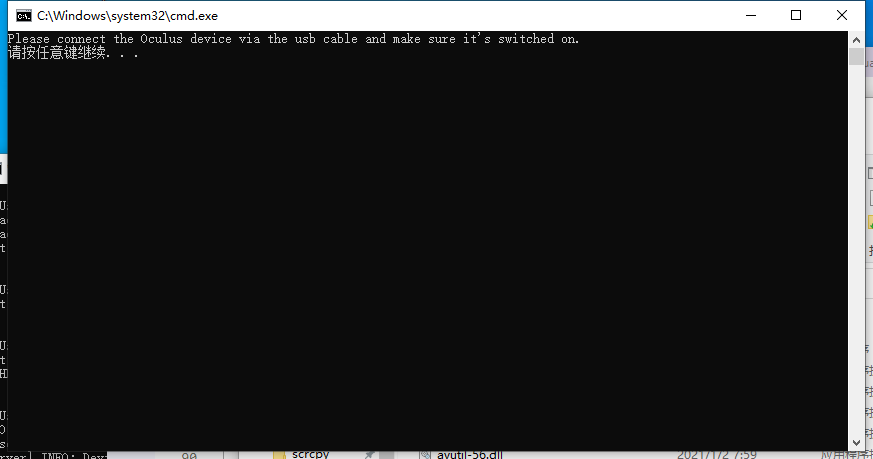 C:\Windows\system32\cmd.exe
Please connect the Oculus device via the usb cable and make sure it's switched on.
请按任意键继续. . .
scrcpy
avutil-56.dll
2021/1/2 7:59